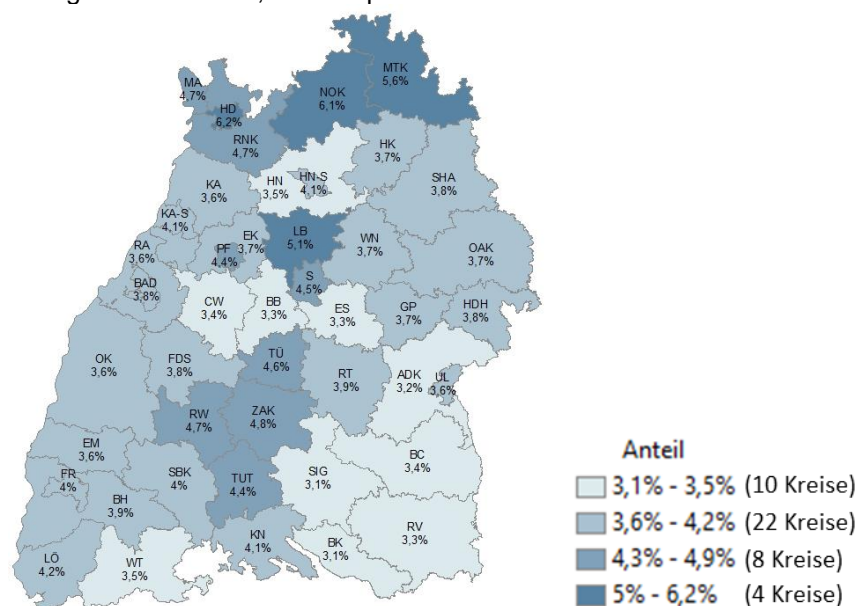 MTK
5,6%
MA
4,7%
NOK
6,1%
HD
6,2%
RNK
4,7%
HK
3,7%
SHA
3,8%
HN
3,5%
HN-S
4,1%
KA
3,6%
KA-S
4,1%
LB
5,1%
WN
3,7%
EK
3,7%
PF
4,4%
RA
3,6%
OAK
3,7%
S
4,5%
BAD
3,8%
CW
3,4%
BB
3,3%
ES
3,3%
GP
3,7%
HDH
3,8%
OK
3,6%
FDS
3,8%
TÜ
4,6%
RT
3,9%
ADK
3,2%
UL
3,6%
RW
4,7%
ZAK
4,8%
EM
3,6%
FR
4%
SBK
4%
TUT
4,4%
SIG
3,1%
BC
3,4%
BH
3,9%
KN
4,1%
BK
3,1%
RV
3,3%
LÖ
4,2%
WT
3,5%
Anteil
3,1% - 3,5% (10 Kreise)
3,6% - 4,2% (22 Kreise)
4,3% - 4,9% (8 Kreise)
5% - 6,2% (4 Kreise)